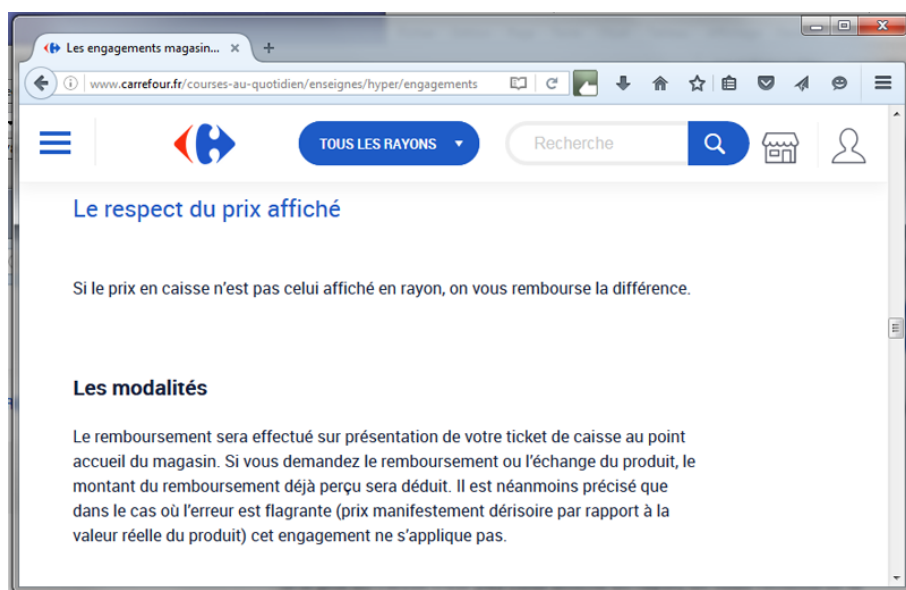 Les engagements magasin...
www.carrefour.fr/courses-au-quotidien/enseignes/hyper/engagements
TOUS LES RAYONS
Recherche
Le respect du prix affiché
Si le prix en caisse n'est pas celui affiché en rayon, on vous rembourse la différence.
Les modalités
Le remboursement sera effectué sur présentation de votre ticket de caisse au point
accueil du magasin. Si vous demandez le remboursement ou l'échange du produit, le
montant du remboursement déjà perçu sera déduit. Il est néanmoins précisé que
dans le cas où l'erreur est flagrante (prix manifestement dérisoire par rapport à la
valeur réelle du produit) cet engagement ne s'applique pas.